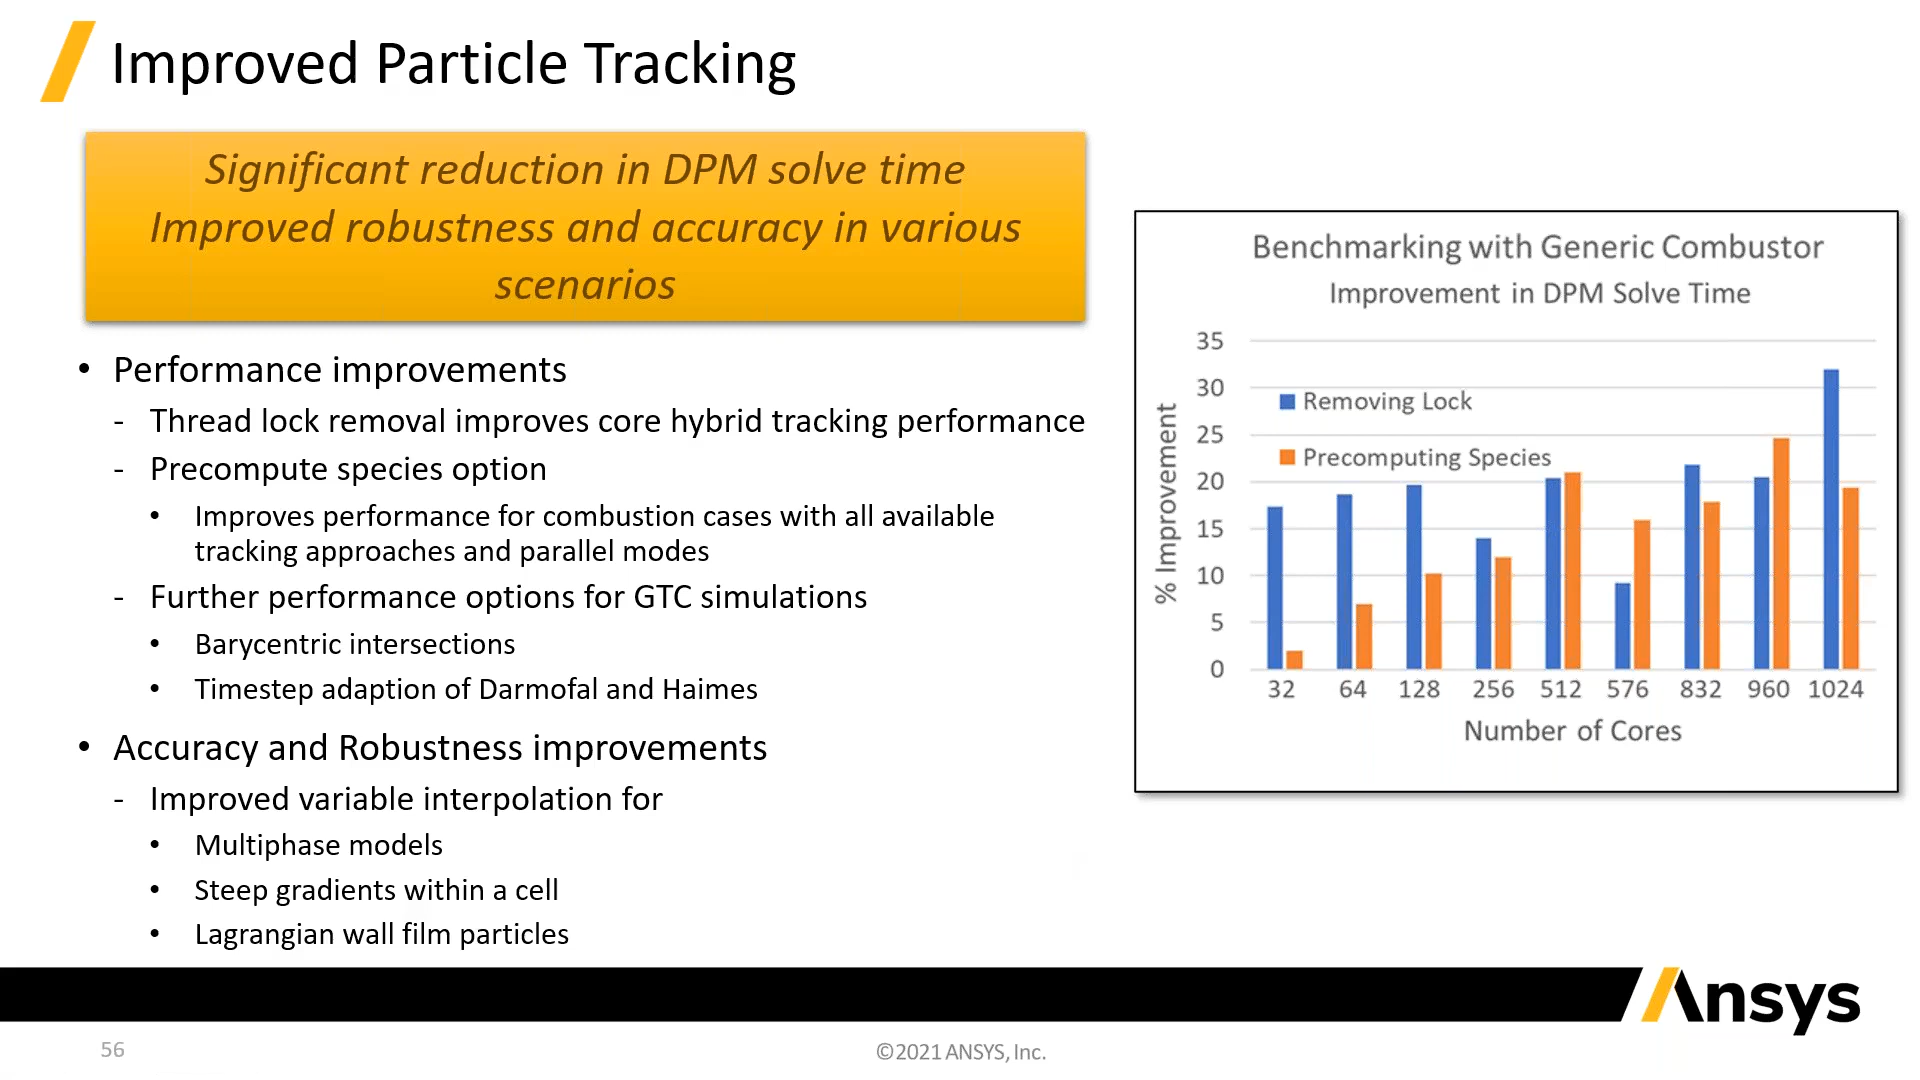 Improved Particle Tracking
Significant reduction in DPM solve time
Improved robustness and accuracy in various
scenarios
• Performance improvements
- Thread lock removal improves core hybrid tracking performance
- Precompute species option
• Improves performance for combustion cases with all available
tracking approaches and parallel modes
- Further performance options for GTC simulations
• Barycentric intersections
• Timestep adaption of Darmofal and Haimes
• Accuracy and Robustness improvements
- Improved variable interpolation for
• Multiphase models
• Steep gradients within a cell
• Lagrangian wall film particles
Benchmarking with Generic Combustor
Improvement in DPM Solve Time
% Improvement
35
30
25
20
15
10
5
0
Removing Lock
Precomputing Species
32 64 128 256 512 576 832 960 1024
Number of Cores
Ansys
56
©2021 ANSYS, Inc.